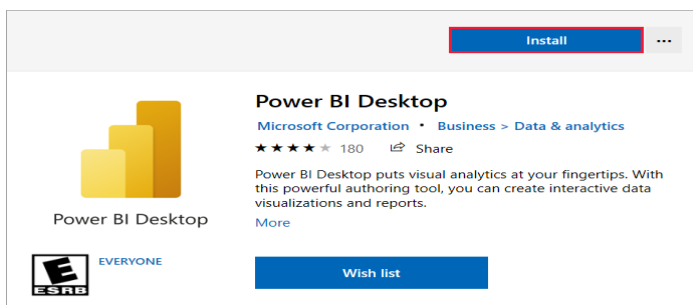 Install
...
Power BI Desktop
Microsoft Corporation • Business > Data & analytics
180 Share
Power BI Desktop puts visual analytics at your fingertips. With
this powerful authoring tool, you can create interactive data
visualizations and reports.
More
Power BI Desktop
E
ESRB
EVERYONE
Wish list